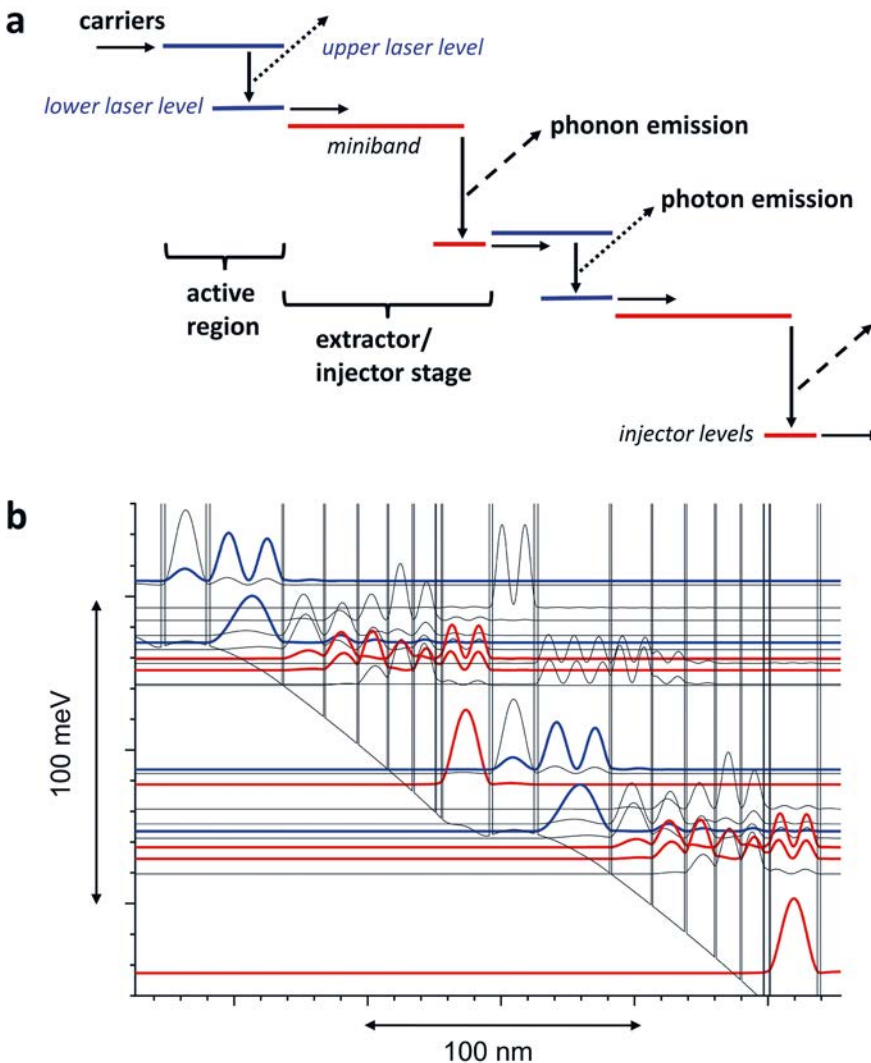 a
carriers
upper laser level
lower laser level
miniband
phonon emission
photon emission
active
region
extractor/
injector stage
injector levels
b
100 meV
100 nm